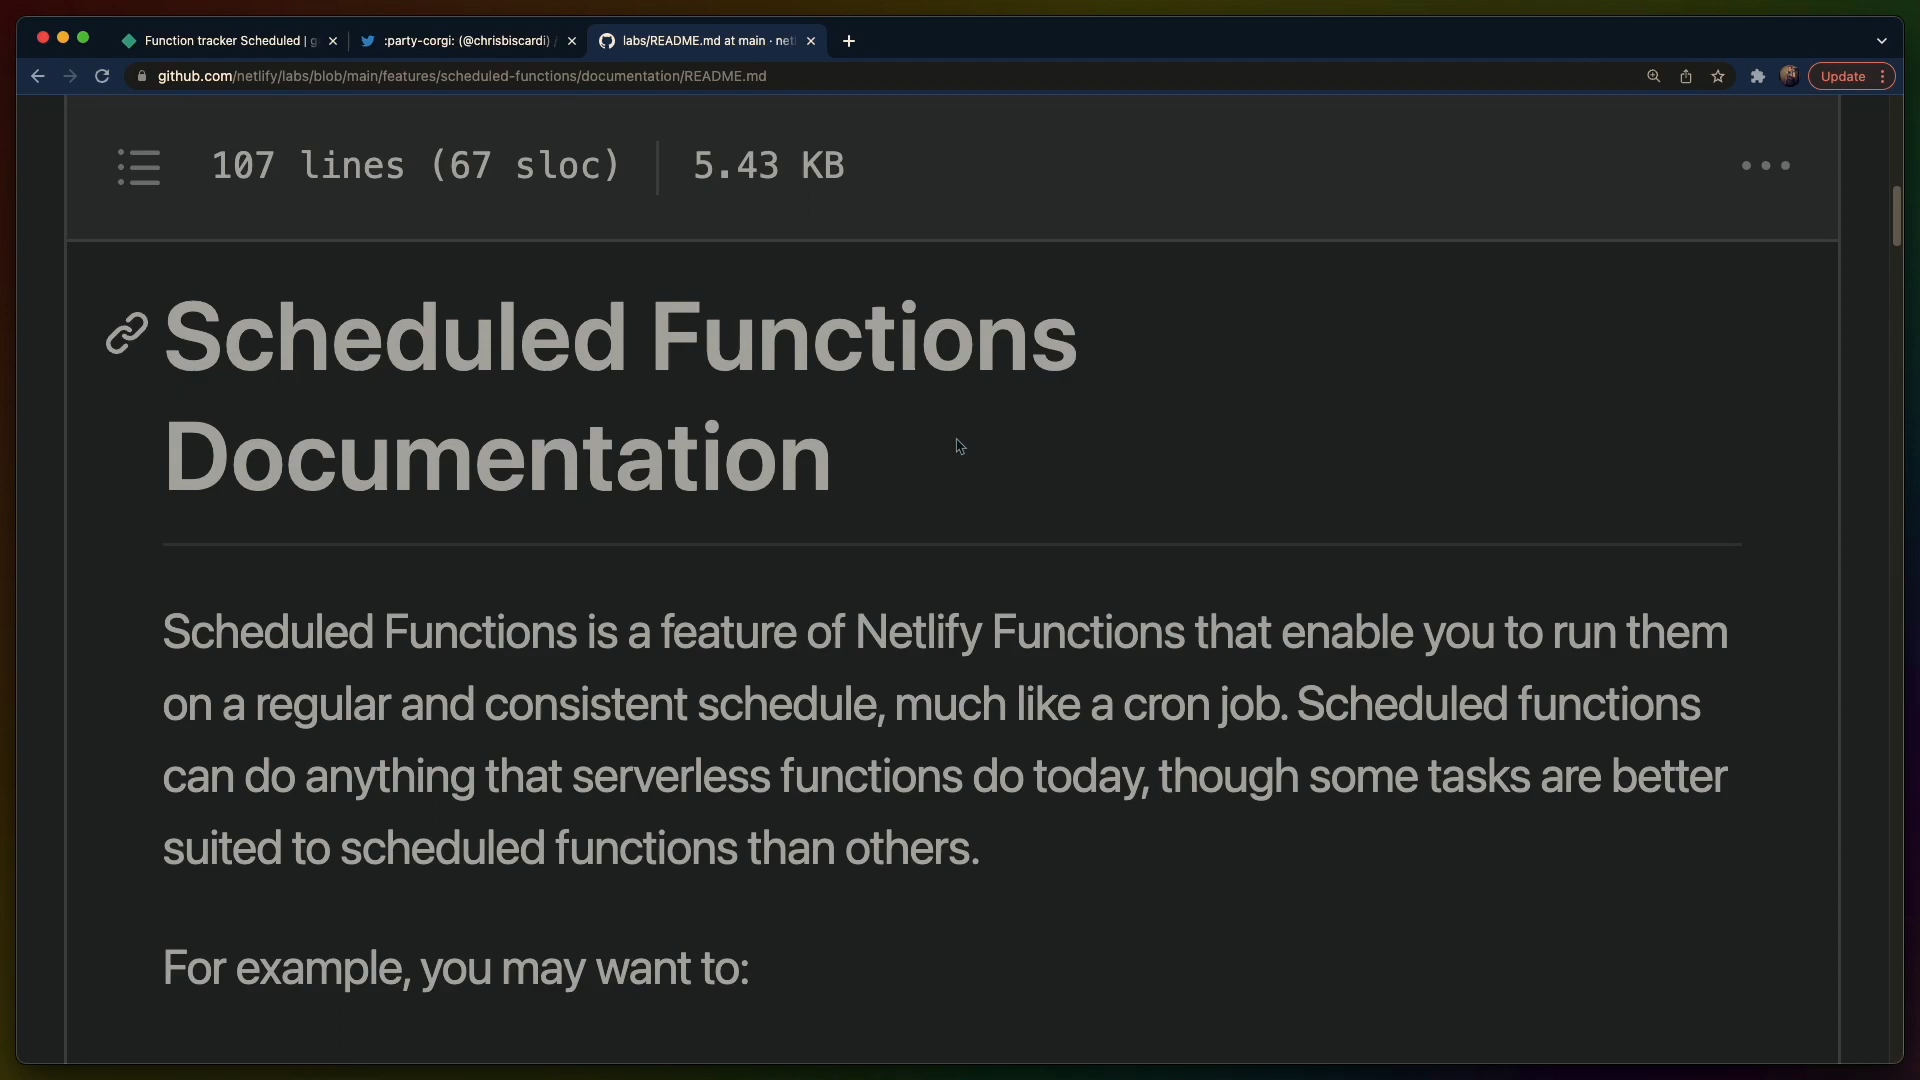 Function tracker Scheduled | g
:party-corgi: (@chrisbiscardi) /
labs/README.md at main · netl
github.com/netlify/labs/blob/main/features/scheduled-functions/documentation/README.md
Update
107 lines (67 sloc)
5.43 KB
Scheduled Functions
Documentation
Scheduled Functions is a feature of Netlify Functions that enable you to run them
on a regular and consistent schedule, much like a cron job. Scheduled functions
can do anything that serverless functions do today, though some tasks are better
suited to scheduled functions than others.
For example, you may want to: